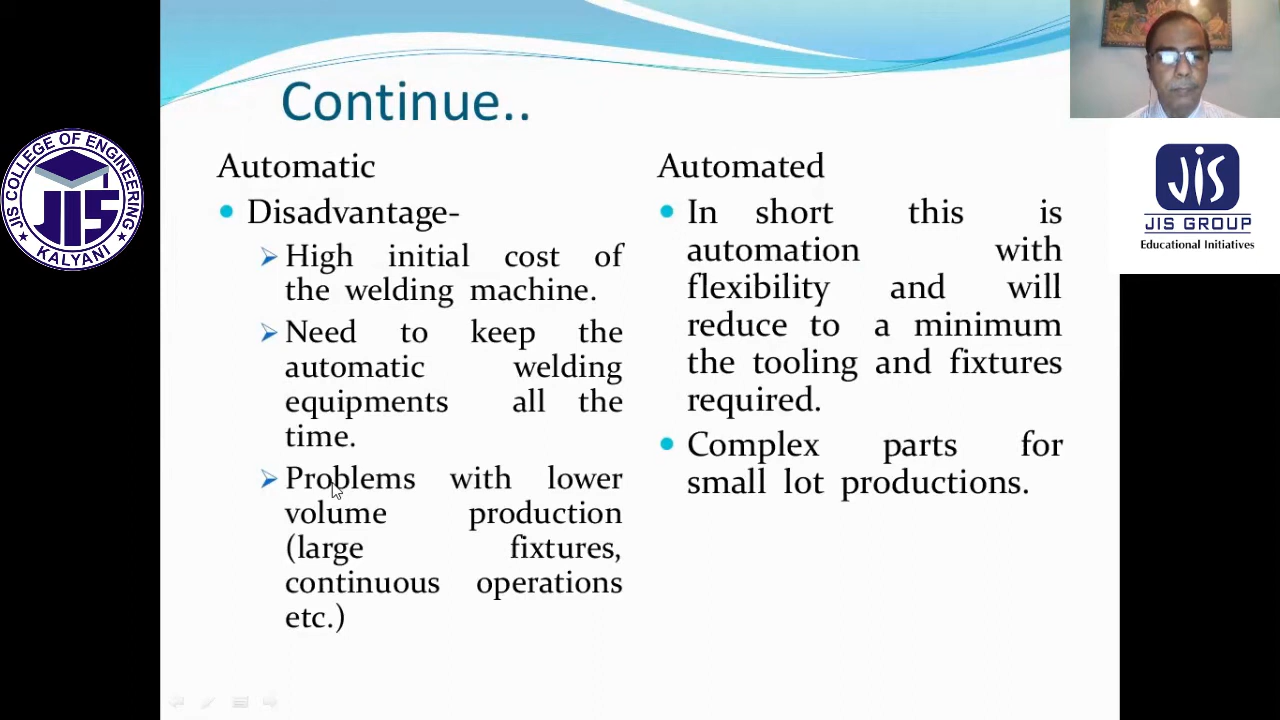 Continue..
Automatic
Disadvantage-
High initial cost of
the welding machine.
Need to keep the
automatic welding
equipments all the
time.
Problems with lower
volume production
(large fixtures,
continuous operations
etc.)
Automated
In short this is
automation with
flexibility and will
reduce to a minimum
the tooling and fixtures
required.
Complex parts for
small lot productions.
JIS COLLEGE OF ENGINEERING
JIS
KALYANI
JIS
JIS GROUP
Educational Initiatives